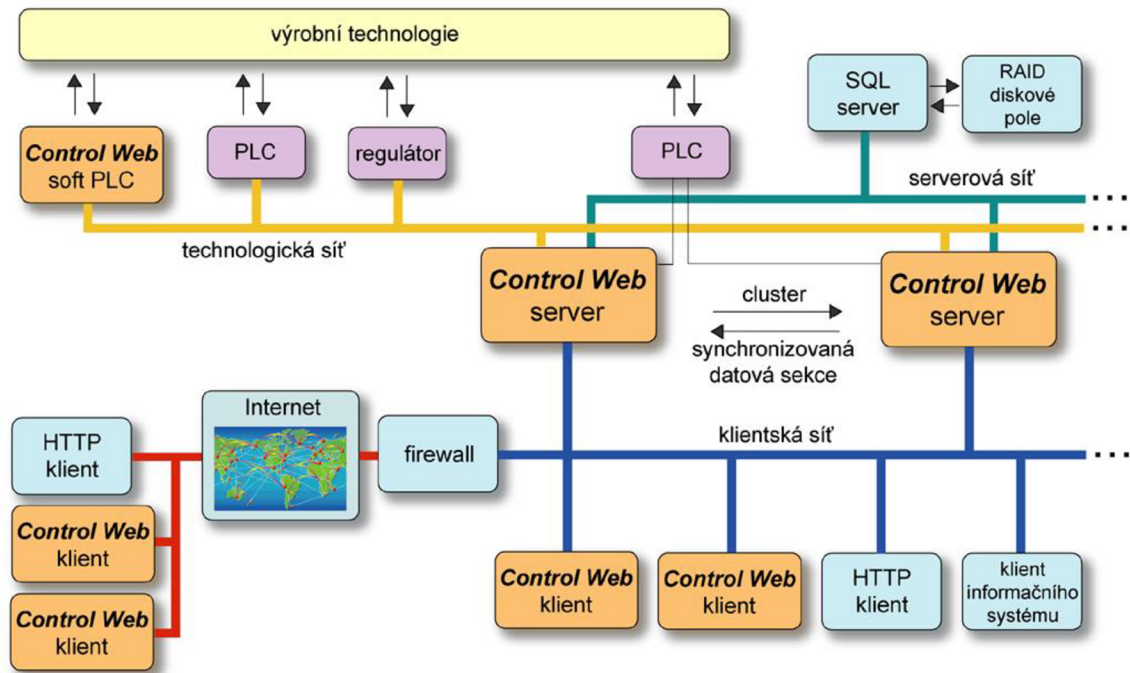 výrobní technologie
SQL
server
RAID
diskové
pole
Control Web
soft PLC
PLC
regulátor
PLC
serverová síť
technologická síť
Control Web
server
cluster
synchronizovaná
datová sekce
Control Web
server
Internet
HTTP
klient
firewall
klientská síť
Control Web
klient
Control Web
klient
Control Web
klient
Control Web
klient
HTTP
klient
klient
informačního
systému